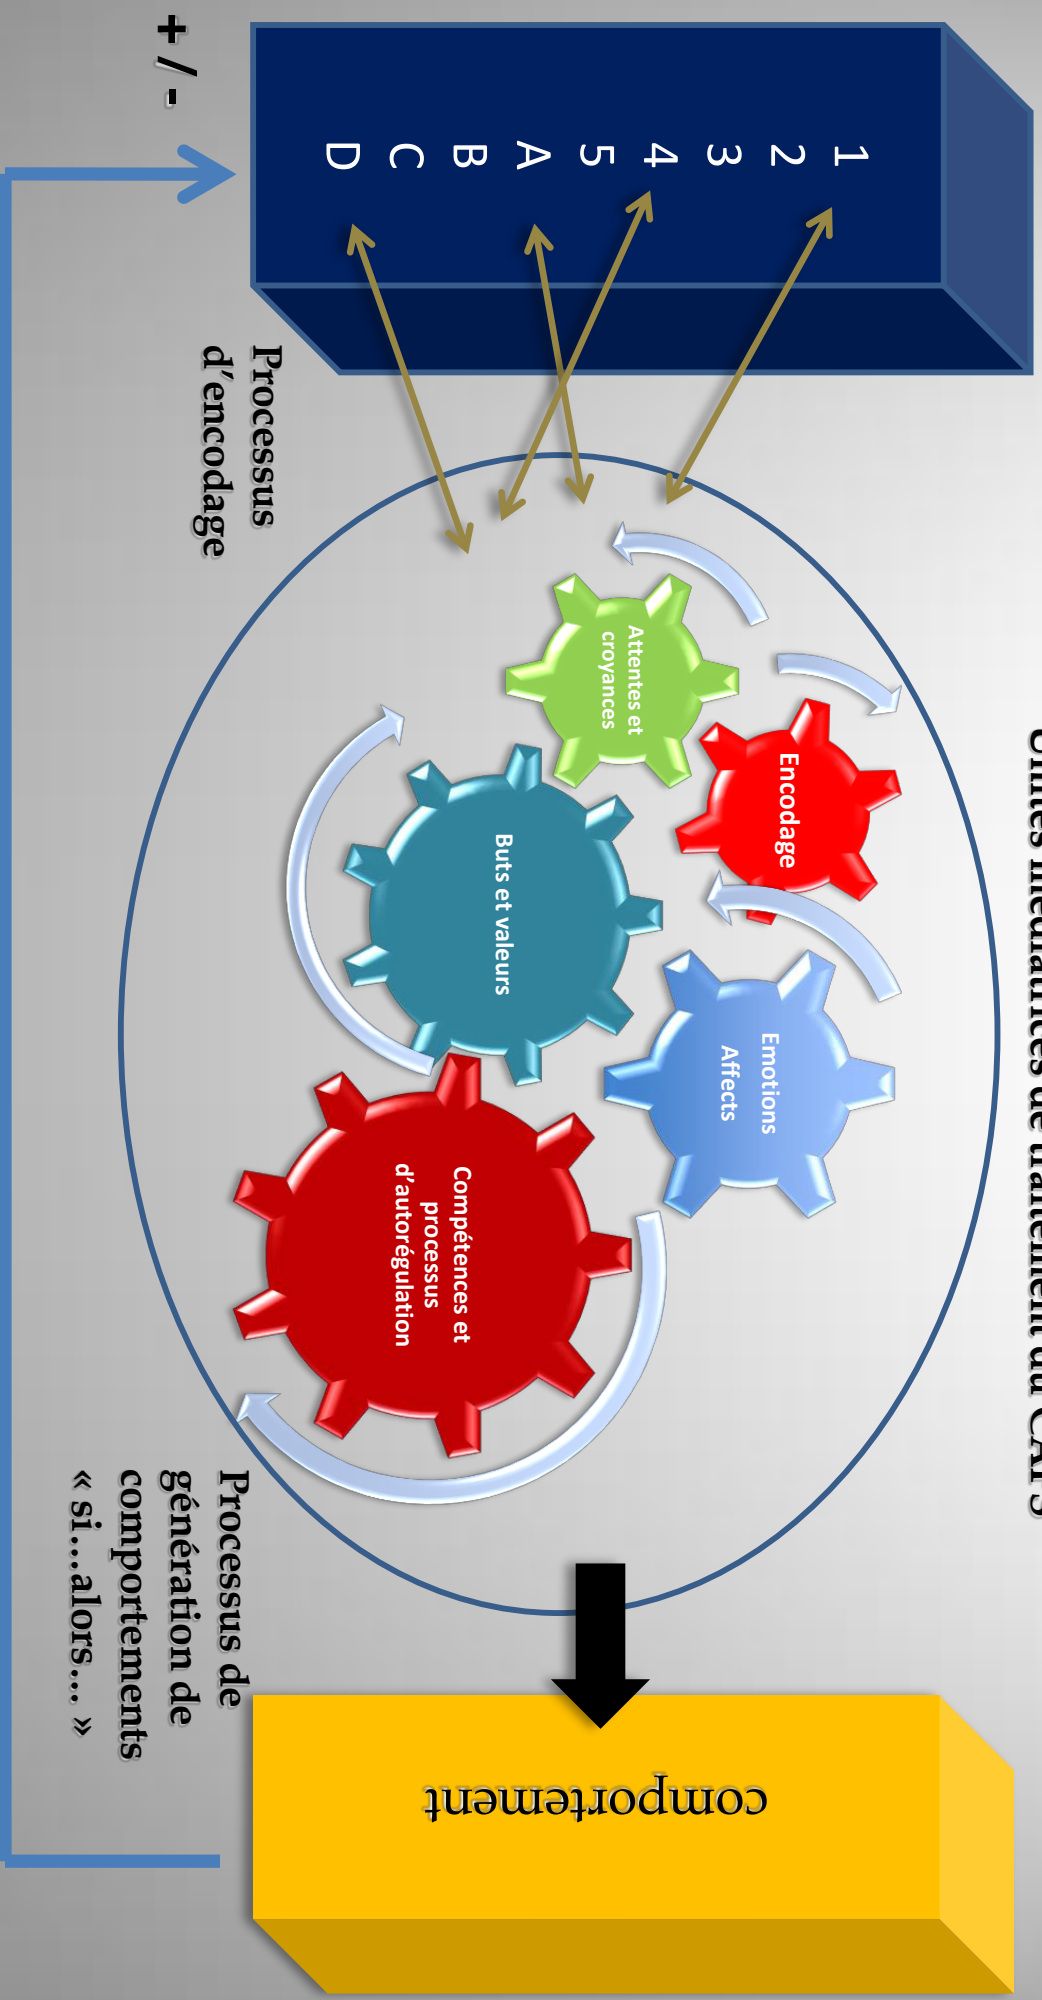 Unités médiatrices de traitement du CAPS
1
2
3
4
5
A
B
C
D
+ / -
Processus
d’encodage
Attentes et
croyances
Encodage
Buts et valeurs
Emotions
Affects
Compétences et
processus
d’autorégulation
Processus de
génération de
comportements
« si….alors… »
comportement